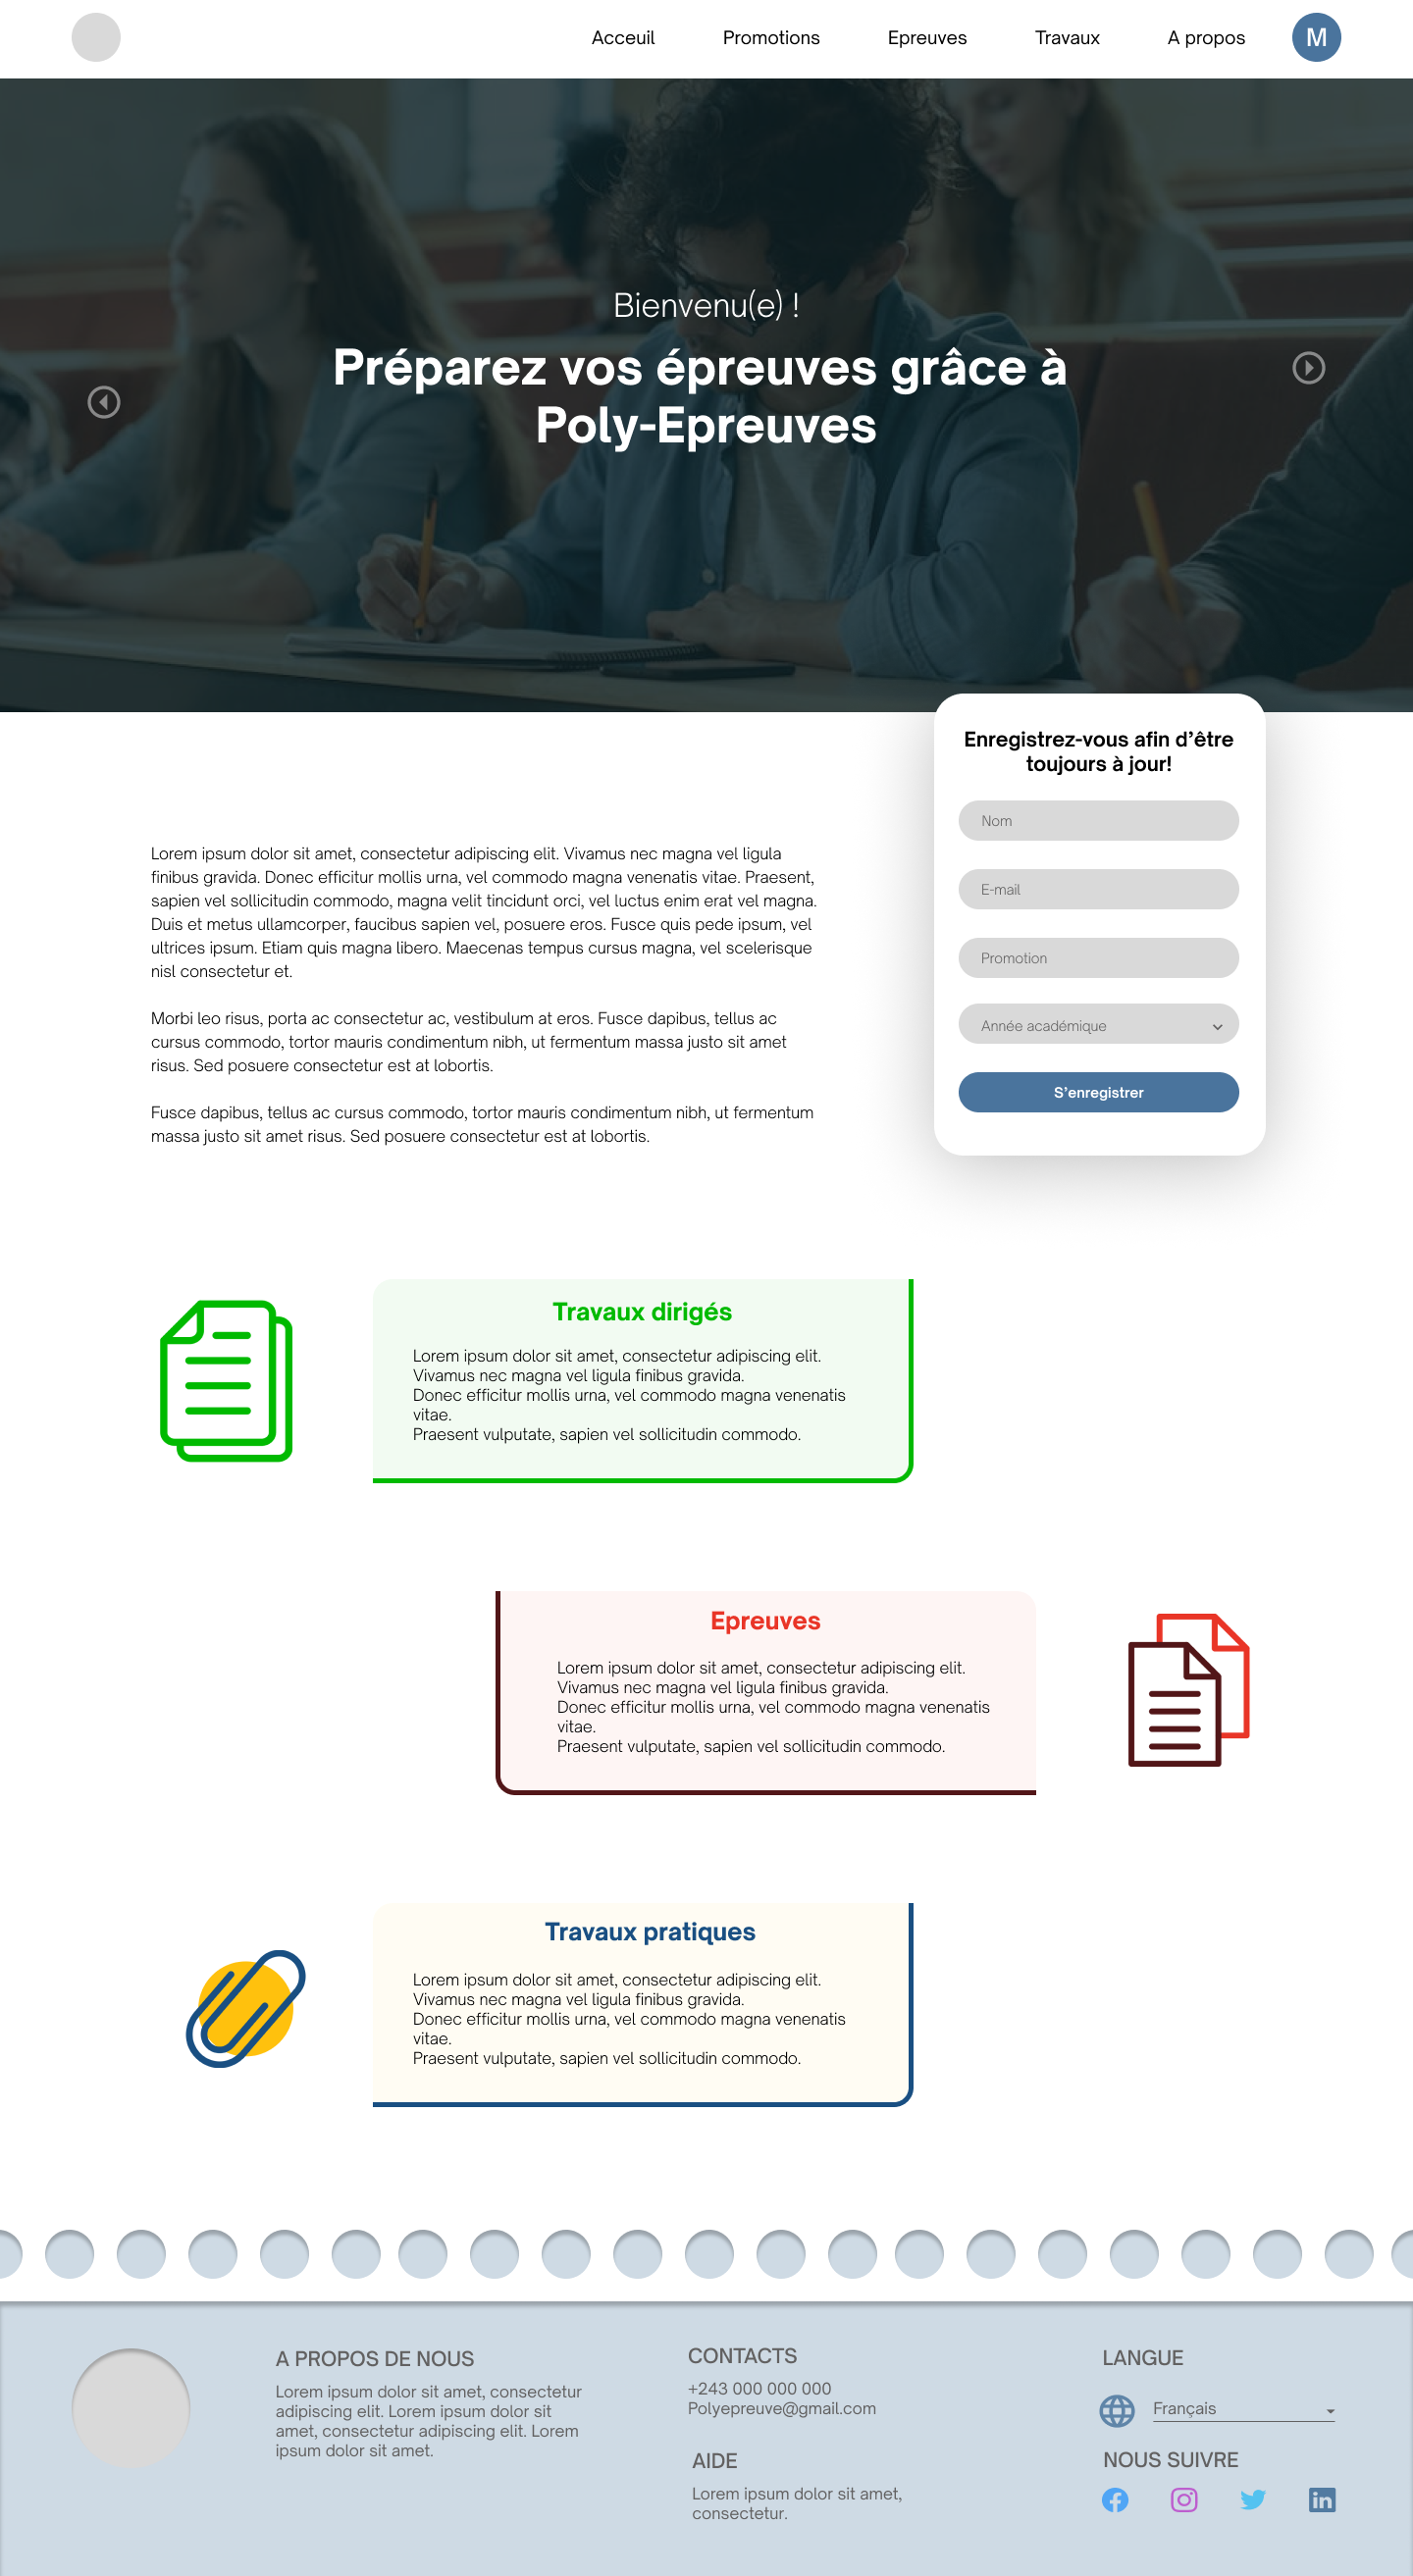 Acceuil Promotions Epreuves Travaux A propos M
Bienvenu(e) !
Préparez vos épreuves grâce à
Poly-Epreuves
Enregistrez-vous afin d’être
toujours à jour!
Nom
E-mail
Promotion
Année académique
S’enregistrer
Lorem ipsum dolor sit amet, consectetur adipiscing elit. Vivamus nec magna vel ligula
finibus gravida. Donec efficitur mollis urna, vel commodo magna venenatis vitae. Praesent,
sapien vel sollicitudin commodo, magna velit tincidunt orci, vel luctus enim erat vel magna.
Duis et metus ullamcorper, faucibus sapien vel, posuere eros. Fusce quis pede ipsum, vel
ultrices ipsum. Etiam quis magna libero. Maecenas tempus cursus magna, vel scelerisque
nisl consectetur et.
Morbi leo risus, porta ac consectetur ac, vestibulum at eros. Fusce dapibus, tellus ac
cursus commodo, tortor mauris condimentum nibh, ut fermentum massa justo sit amet
risus. Sed posuere consectetur est at lobortis.
Fusce dapibus, tellus ac cursus commodo, tortor mauris condimentum nibh, ut fermentum
massa justo sit amet risus. Sed posuere consectetur est at lobortis.
Travaux dirigés
Lorem ipsum dolor sit amet, consectetur adipiscing elit.
Vivamus nec magna vel ligula finibus gravida.
Donec efficitur mollis urna, vel commodo magna venenatis
vitae.
Praesent vulputate, sapien vel sollicitudin commodo.
Epreuves
Lorem ipsum dolor sit amet, consectetur adipiscing elit.
Vivamus nec magna vel ligula finibus gravida.
Donec efficitur mollis urna, vel commodo magna venenatis
vitae.
Praesent vulputate, sapien vel sollicitudin commodo.
Travaux pratiques
Lorem ipsum dolor sit amet, consectetur adipiscing elit.
Vivamus nec magna vel ligula finibus gravida.
Donec efficitur mollis urna, vel commodo magna venenatis
vitae.
Praesent vulputate, sapien vel sollicitudin commodo.
A PROPOS DE NOUS
Lorem ipsum dolor sit amet, consectetur
adipiscing elit. Lorem ipsum dolor sit
amet, consectetur adipiscing elit. Lorem
ipsum dolor sit amet.
CONTACTS
+243 000 000 000
Polyepreuve@gmail.com
AIDE
Lorem ipsum dolor sit amet,
consectetur.
LANGUE
Français
NOUS SUIVRE